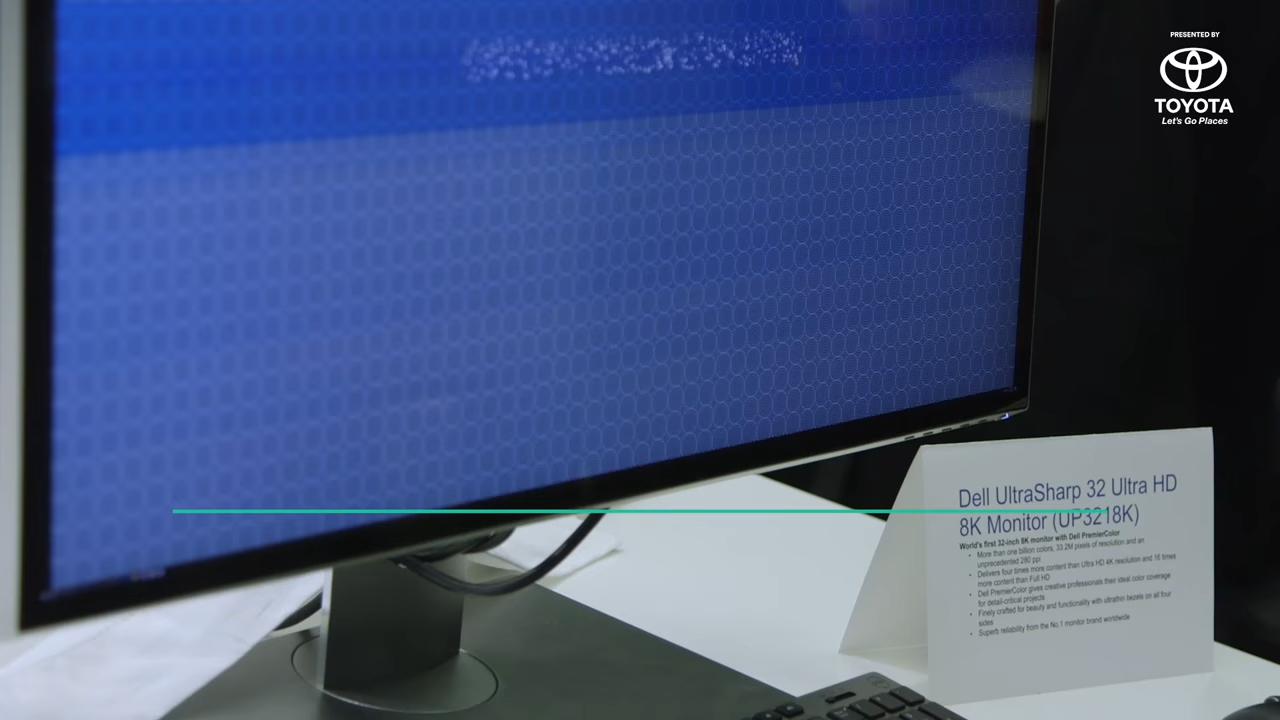 PRESENTED BY
TOYOTA
Let's Go Places
Dell UltraSharp 32 Ultra HD
8K Monitor (UP3218K)
World's first 32-inch 8K monitor with Dell PremierColor
• More than one billion colors, 33.2M pixels of resolution and an
unprecedented 280 ppi
• Delivers four times more content than Ultra HD 4K resolution and 16 times
more content than Full HD
• Dell PremierColor gives creative professionals their ideal color coverage
for detail-critical projects
• Finely crafted for beauty and functionality with ultrathin bezels on all four
sides
• Superb reliability from the No.1 monitor brand worldwide